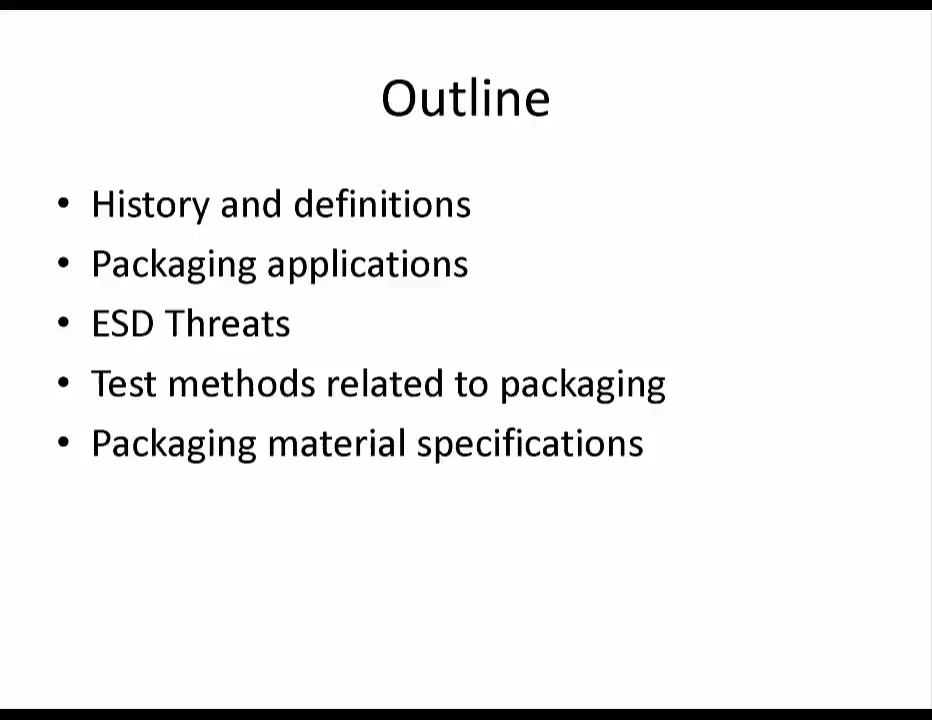 Outline
• History and definitions
• Packaging applications
• ESD Threats
• Test methods related to packaging
• Packaging material specifications